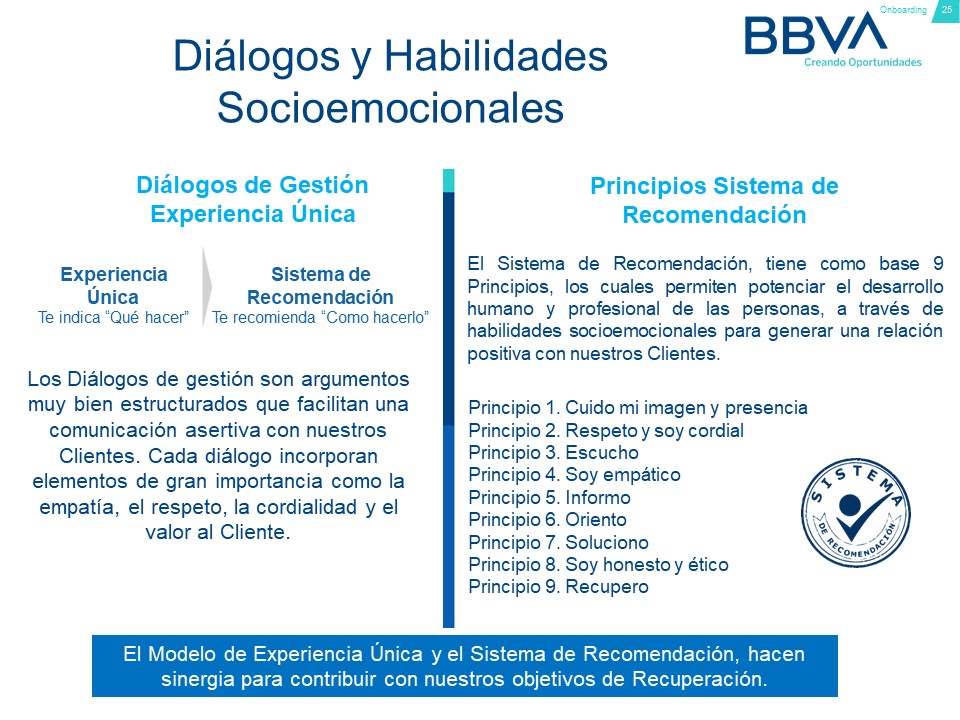 Onboarding 25
BBVA
Creando Oportunidades
Diálogos y Habilidades
Socioemocionales
Diálogos de Gestión
Experiencia Única
Experiencia
Única
Te indica “Qué hacer”
Sistema de
Recomendación
Te recomienda “Como hacerlo”
Los Diálogos de gestión son argumentos
muy bien estructurados que facilitan una
comunicación asertiva con nuestros
Clientes. Cada diálogo incorporan
elementos de gran importancia como la
empatía, el respeto, la cordialidad y el
valor al Cliente.
Principios Sistema de
Recomendación
El Sistema de Recomendación, tiene como base 9
Principios, los cuales permiten potenciar el desarrollo
humano y profesional de las personas, a través de
habilidades socioemocionales para generar una relación
positiva con nuestros Clientes.
Principio 1. Cuido mi imagen y presencia
Principio 2. Respeto y soy cordial
Principio 3. Escucho
Principio 4. Soy empático
Principio 5. Informo
Principio 6. Oriento
Principio 7. Soluciono
Principio 8. Soy honesto y ético
Principio 9. Recupero
SISTEMA
DE RECOMENDACIÓN
El Modelo de Experiencia Única y el Sistema de Recomendación, hacen
sinergia para contribuir con nuestros objetivos de Recuperación.